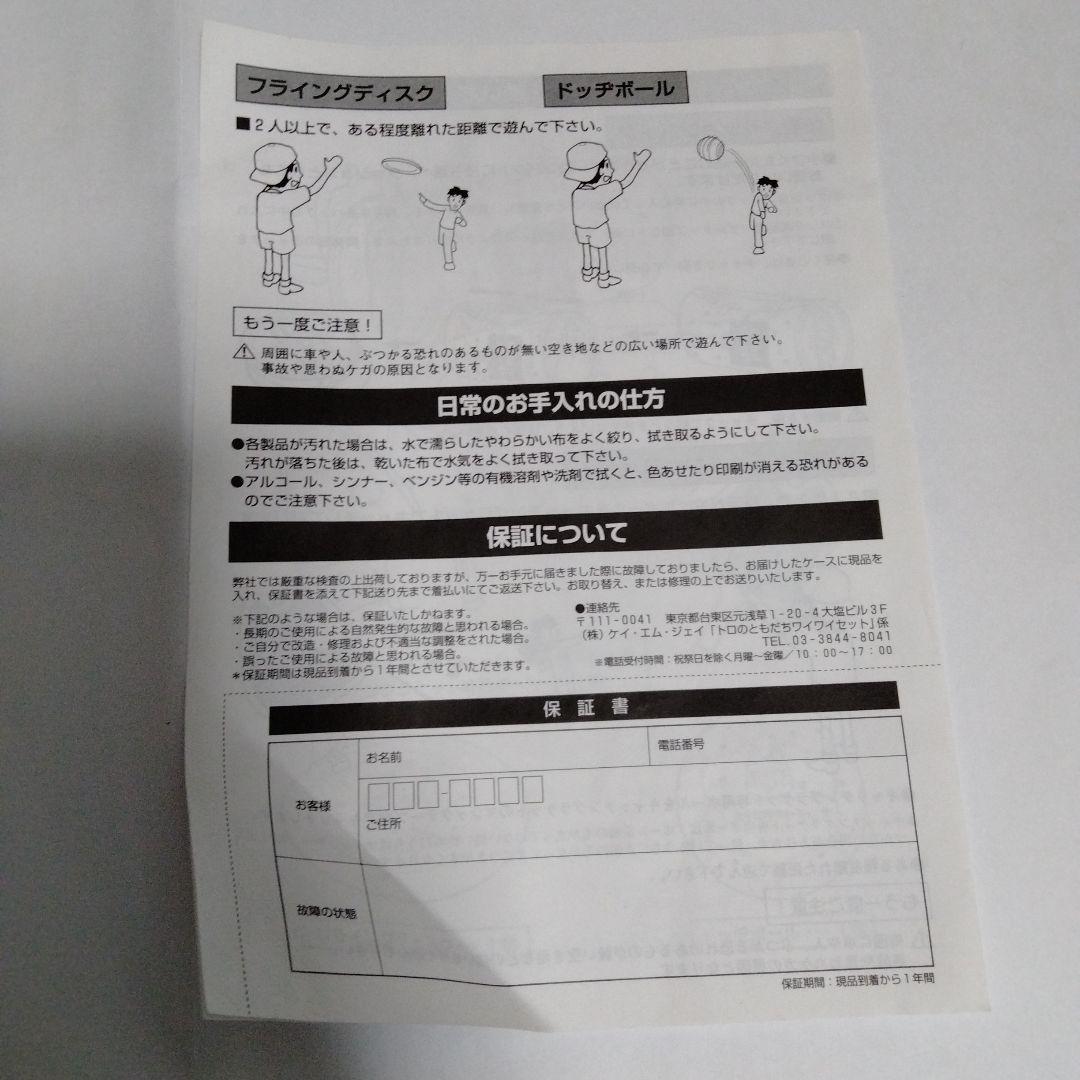 フライングディスク
ドッヂボール
■2人以上で、ある程度離れた距離で遊んで下さい。
もう一度ご注意！
周囲に車や人、ぶつかる恐れのあるものが無い空き地などの広い場所で遊んで下さい。
事故や思わぬケガの原因となります。
日常のお手入れの仕方
●各製品が汚れた場合は、水で濡らしたやわらかい布をよく絞り、拭き取るようにして下さい。
汚れが落ちた後は、乾いた布で水気をよく拭き取って下さい。
●アルコール、シンナー、ベンジン等の有機溶剤や洗剤で拭くと、色あせたり印刷が消える恐れがある
のでご注意下さい。
保証について
弊社では厳重な検査の上出荷しておりますが、万一お手元に届きました際に故障しておりましたら、お届けしたケースに現品を
入れ、保証書を添えて下記送り先まで着払いにてご返送下さい。お取り替え、または修理の上でお送りいたします。
※下記のような場合は、保証いたしかねます。
・長期のご使用による自然発生的な故障と思われる場合。
・ご自分で改造・修理および不適当な調整をされた場合。
・誤ったご使用による故障と思われる場合。
＊保証期間は現品到着から1年間とさせていただきます。
●連絡先
〒111-0041 東京都台東区元浅草1-20-4大塩ビル3F
（株）ケイ・エム・ジェイ「トロのともだちワイワイセット」係
TEL.03-3844-8041
※電話受付時間：祝祭日を除く月曜～金曜／10：00～17：00
保証書
お客様
お名前
電話番号
ご住所
故障の状態
保証期間：現品到着から1年間